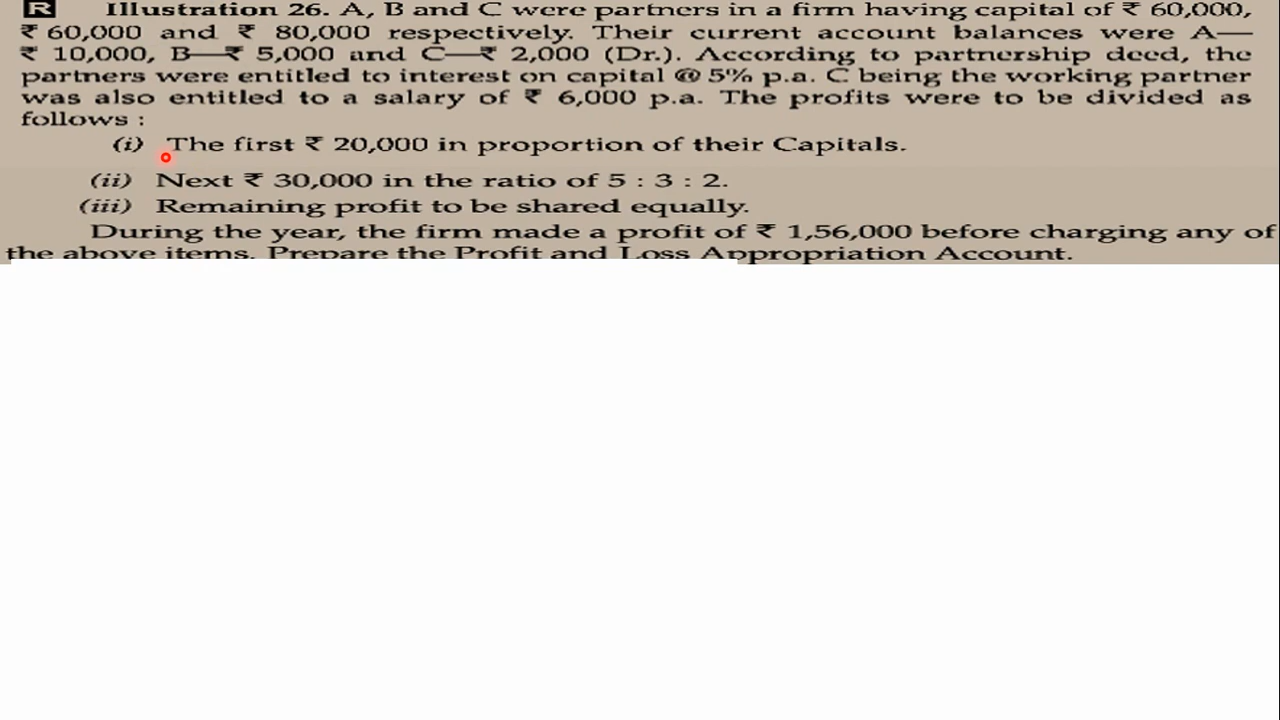 R Illustration 26. A, B and C were partners in a firm having capital of ₹ 60,000,
₹ 60,000 and ₹ 80,000 respectively. Their current account balances were A—
₹ 10,000, B—₹ 5,000 and C—₹ 2,000 (Dr.). According to partnership deed, the
partners were entitled to interest on capital @ 5% p.a. C being the working partner
was also entitled to a salary of ₹ 6,000 p.a. The profits were to be divided as
follows :
(i) The first ₹ 20,000 in proportion of their Capitals.
(ii) Next ₹ 30,000 in the ratio of 5 : 3 : 2.
(iii) Remaining profit to be shared equally.
During the year, the firm made a profit of ₹ 1,56,000 before charging any of
the above items. Prepare the Profit and Loss Appropriation Account.